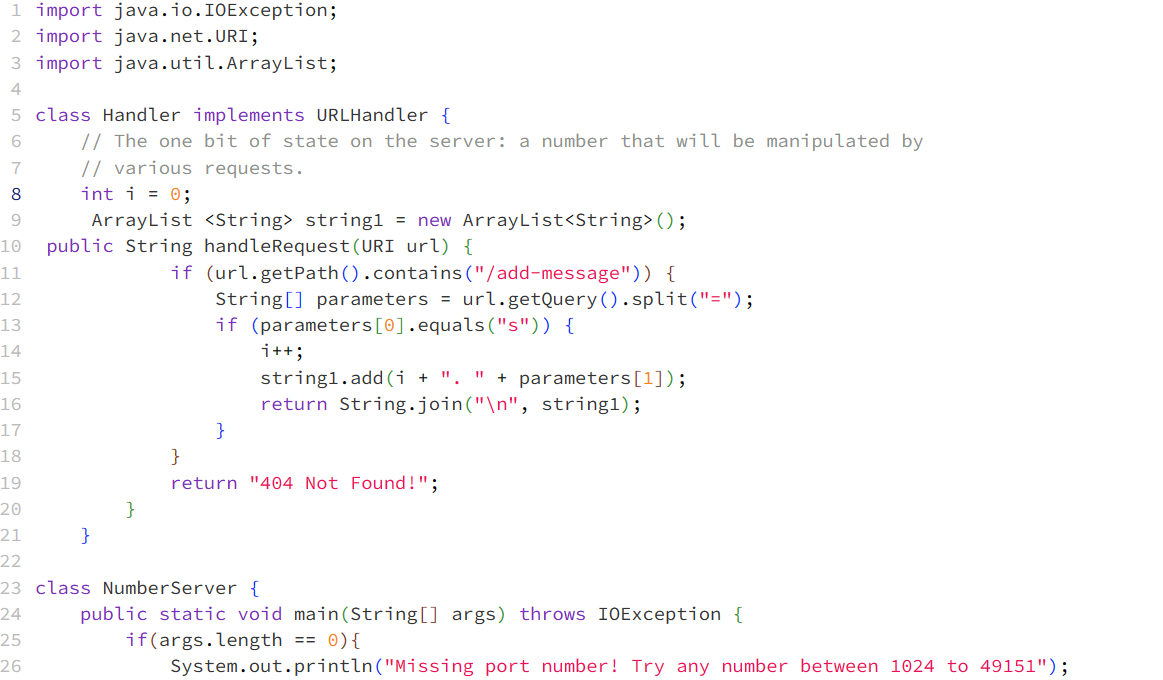 1 import java.io.IOException;
2 import java.net.URI;
3 import java.util.ArrayList;
4
5 class Handler implements URLHandler {
6     // The one bit of state on the server: a number that will be manipulated by
7     // various requests.
8     int i = 0;
9      ArrayList <String> string1 = new ArrayList<String>();
10  public String handleRequest(URI url) {
11             if (url.getPath().contains("/add-message")) {
12                 String[] parameters = url.getQuery().split("=");
13                 if (parameters[0].equals("s")) {
14                     i++;
15                     string1.add(i + ". " + parameters[1]);
16                     return String.join("\n", string1);
17                 }
18             }
19             return "404 Not Found!";
20         }
21     }
22
23 class NumberServer {
24     public static void main(String[] args) throws IOException {
25         if(args.length == 0){
26             System.out.println("Missing port number! Try any number between 1024 to 49151");